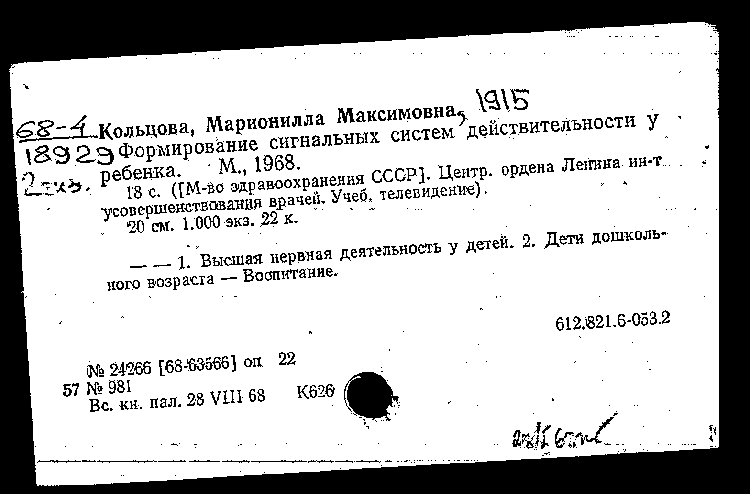 68-4 Кольцова, Марионилла Максимовна, 1915
18929 Формирование сигнальных систем действительности у
2 экз. ребенка. М., 1968.
18 с. ([М-во здравоохранения СССР]. Центр. ордена Ленина ин-т
усовершенствования врачей. Учеб. телевидение).
20 см. 1.000 экз. 22 к.
— — 1. Высшая нервная деятельность у детей. 2. Дети дошколь-
ного возраста — Воспитание.
612.821.6-053.2
№ 24266 [68-63566] оп 22
57 № 981
Вс. кн. пал. 28 VIII 68 К626